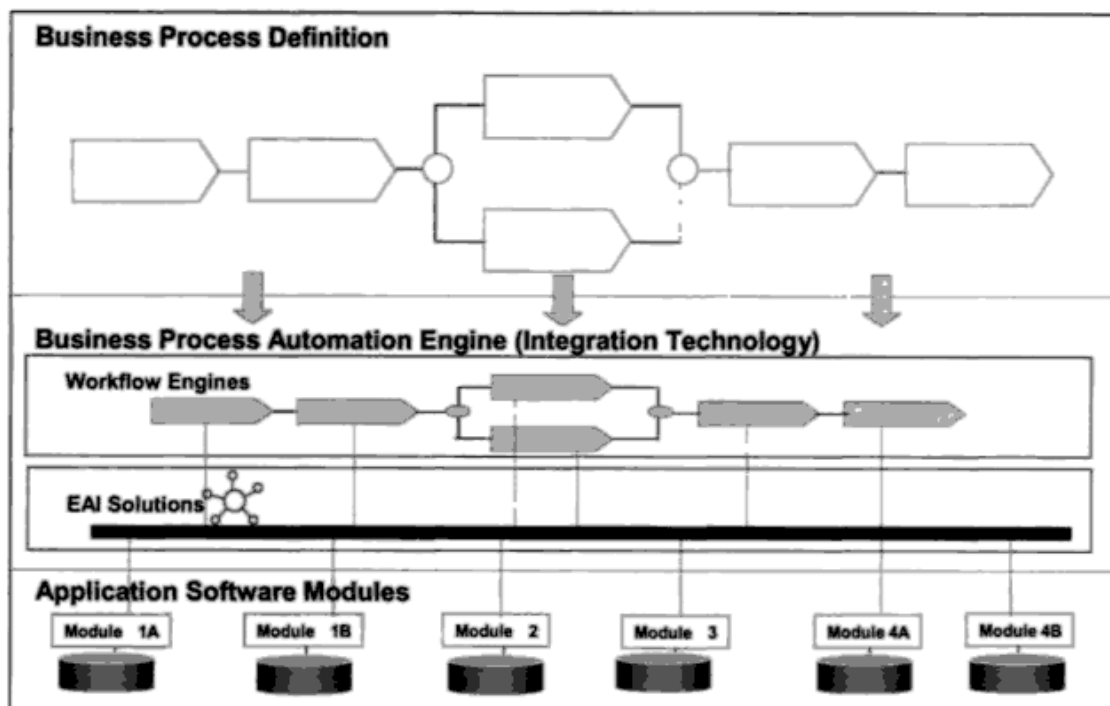 Business Process Definition
Business Process Automation Engine (Integration Technology)
Workflow Engines
EAI Solutions
Application Software Modules
Module 1A
Module 1B
Module 2
Module 3
Module 4A
Module 4B